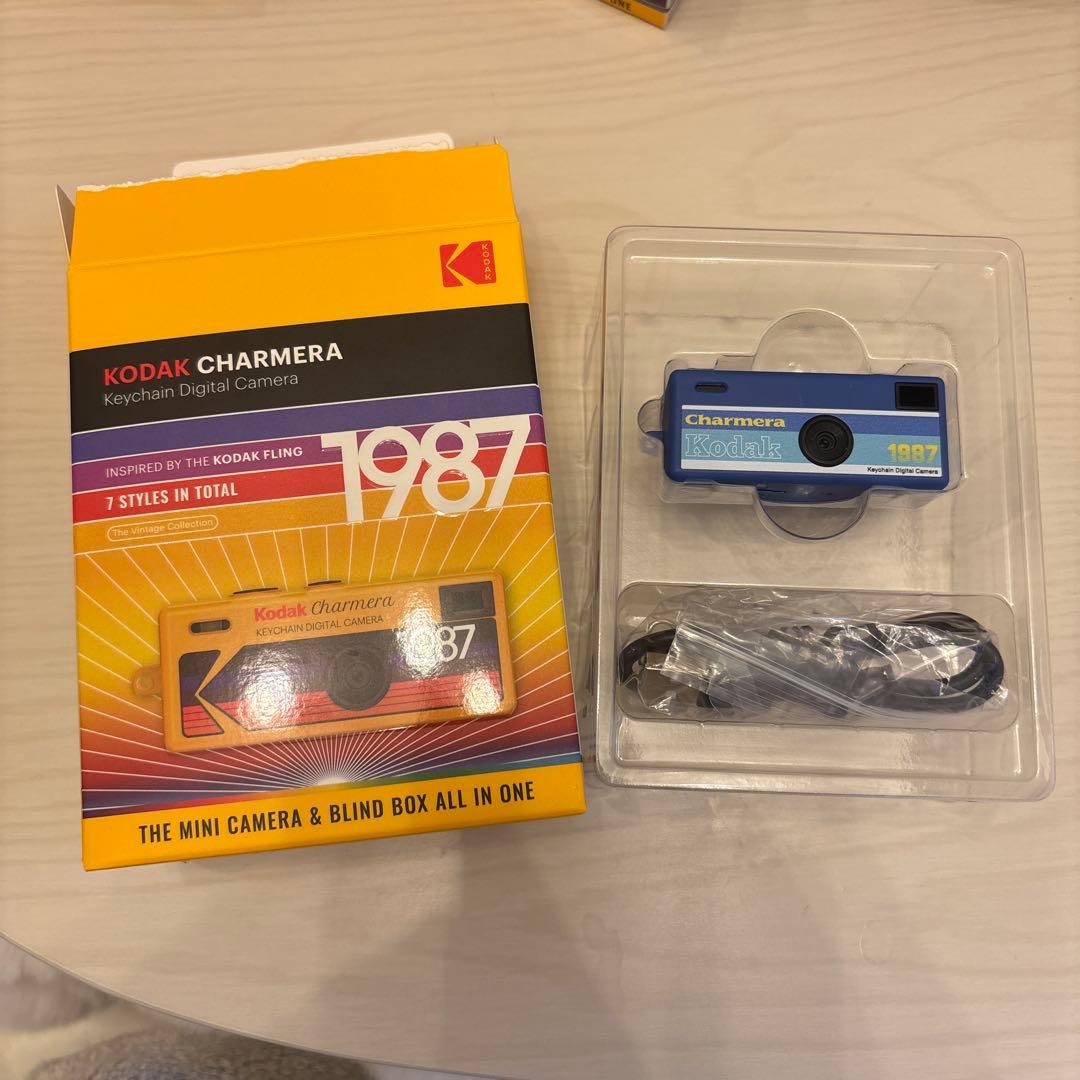 ONE
KODAK
KODAK CHARMERA
Keychain Digital Camera
INSPIRED BY THE KODAK FLING
1987
7 STYLES IN TOTAL
The Vintage Collection
Kodak Charmera
KEYCHAIN DIGITAL CAMERA
1987
THE MINI CAMERA & BLIND BOX ALL IN ONE
Charmera
Kodak
1987
Keychain Digital Camera